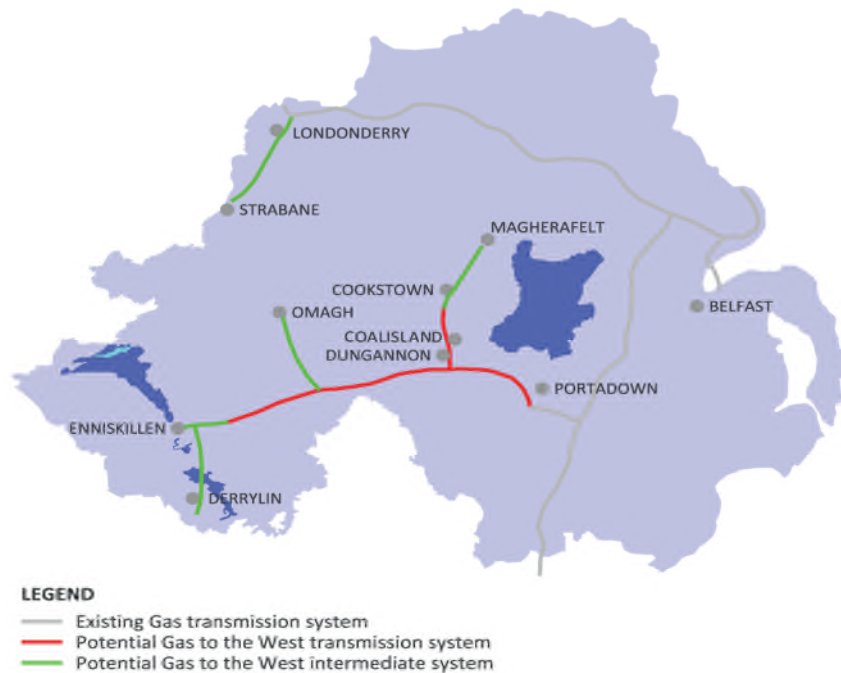 LONDONDERRY
STRABANE
MAGHERAFELT
COOKSTOWN
OMAGH
BELFAST
COALISLAND
DUNGANNON
PORTADOWN
ENNISKILLEN
DERRYLIN
LEGEND
Existing Gas transmission system
Potential Gas to the West transmission system
Potential Gas to the West intermediate system